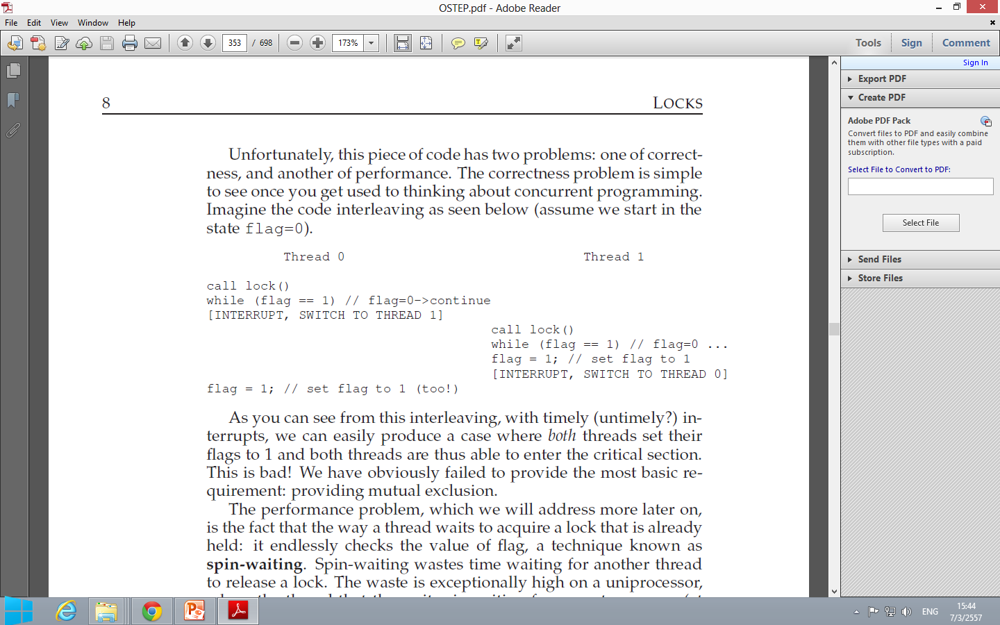 OSTEP.pdf - Adobe Reader
File Edit View Window Help
353 / 698 173% Tools Sign Comment
Sign In
Export PDF
Create PDF
Adobe PDF Pack
Convert files to PDF and easily combine
them with other file types with a paid
subscription.
Select File to Convert to PDF:
Select File
Send Files
Store Files
8 LOCKS
Unfortunately, this piece of code has two problems: one of correct-
ness, and another of performance. The correctness problem is simple
to see once you get used to thinking about concurrent programming.
Imagine the code interleaving as seen below (assume we start in the
state flag=0).
Thread 0 Thread 1
call lock()
while (flag == 1) // flag=0->continue
[INTERRUPT, SWITCH TO THREAD 1]
call lock()
while (flag == 1) // flag=0 ...
flag = 1; // set flag to 1
[INTERRUPT, SWITCH TO THREAD 0]
flag = 1; // set flag to 1 (too!)
As you can see from this interleaving, with timely (untimely?) in-
terrupts, we can easily produce a case where both threads set their
flags to 1 and both threads are thus able to enter the critical section.
This is bad! We have obviously failed to provide the most basic re-
quirement: providing mutual exclusion.
The performance problem, which we will address more later on,
is the fact that the way a thread waits to acquire a lock that is already
held: it endlessly checks the value of flag, a technique known as
spin-waiting. Spin-waiting wastes time waiting for another thread
to release a lock. The waste is exceptionally high on a uniprocessor,
ENG
15:44
7/3/2557